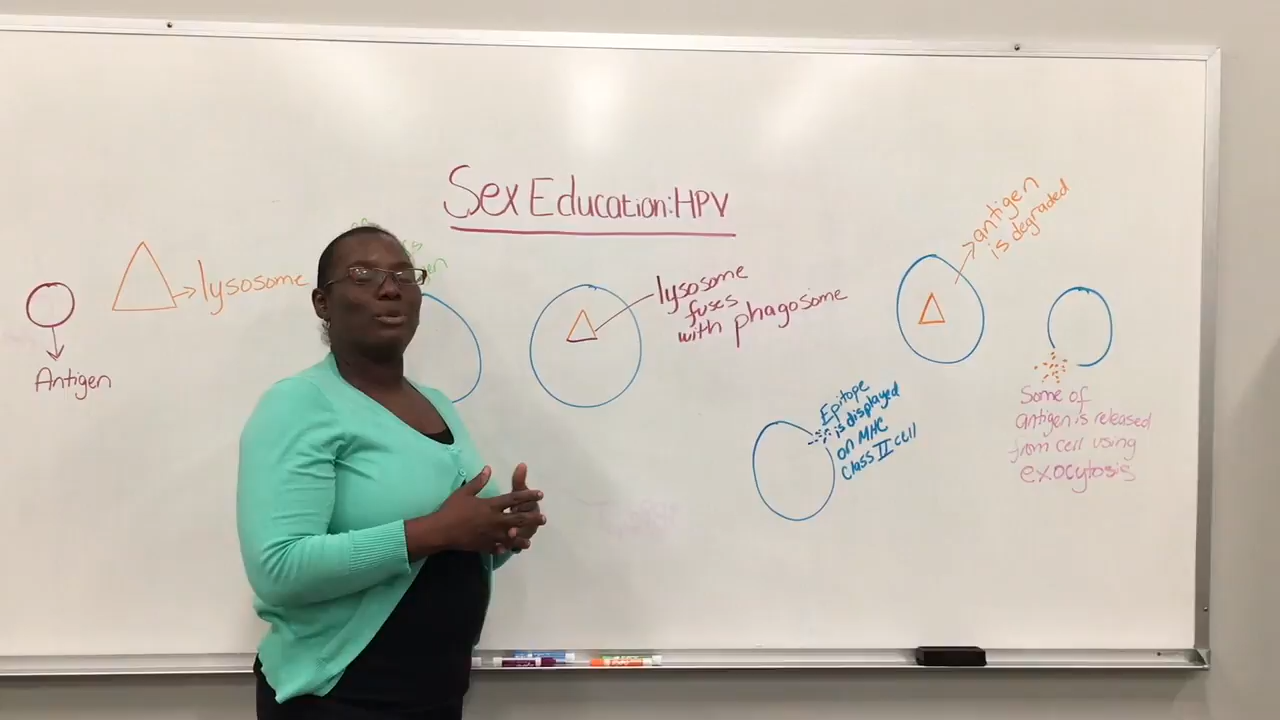 Sex Education: HPV
Antigen
lysosome
lysosome
fuses
with phagosome
Epitope
is displayed
on MHC
class II cell
antigen
is degraded
Some of
antigen is released
from cell using
exocytosis